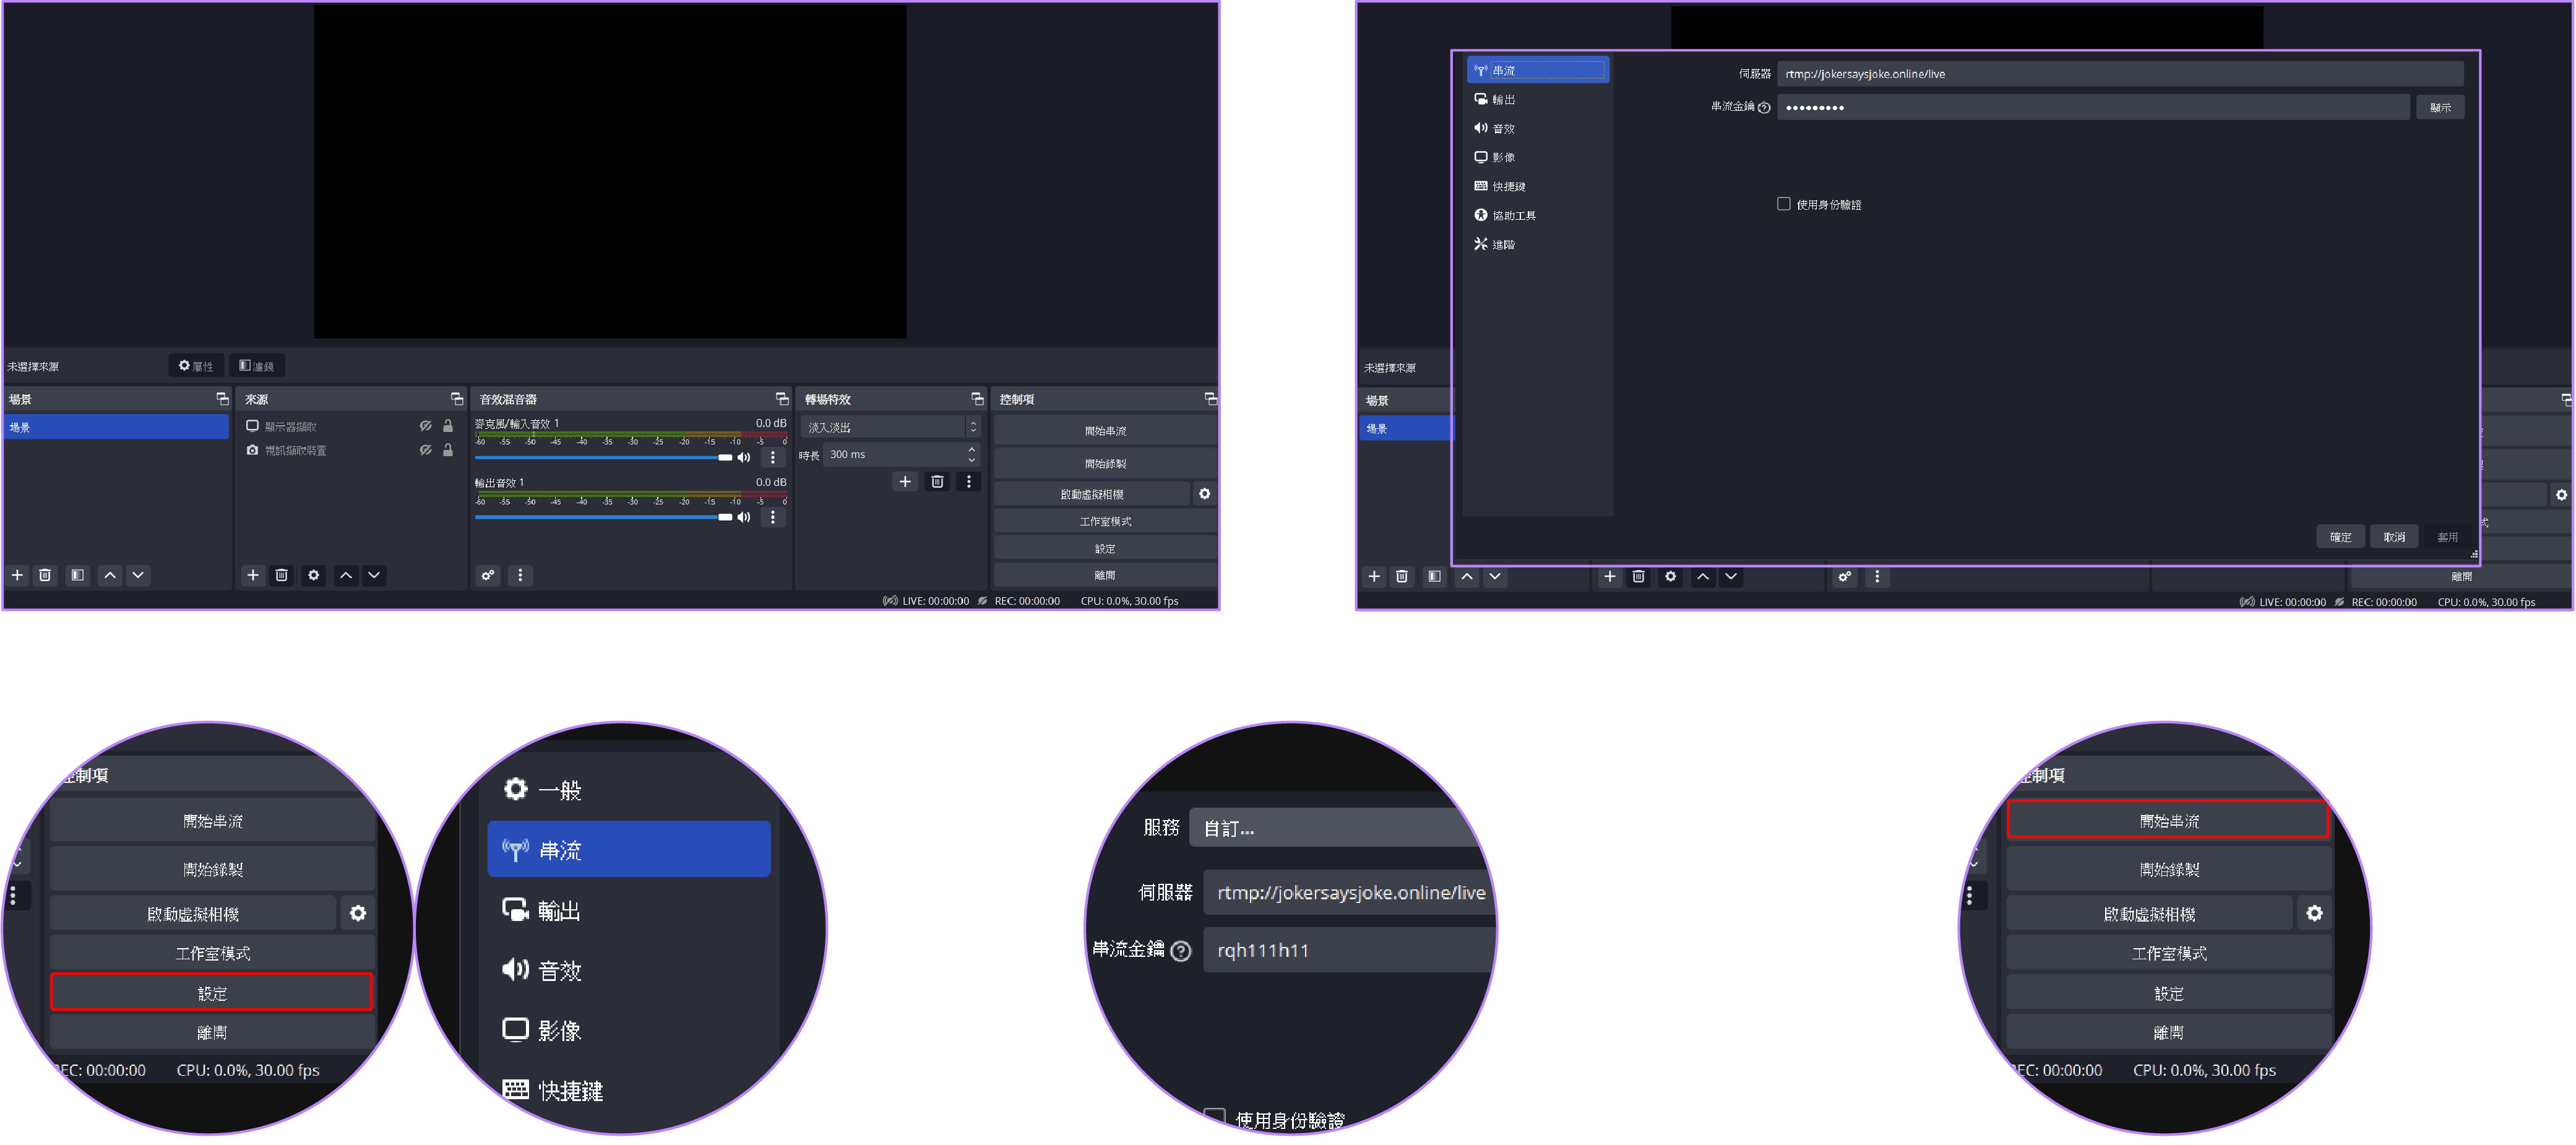 未選擇來源
屬性
濾鏡
場景
場景
來源
顯示器擷取
視訊擷取裝置
音效混音器
麥克風/輸入音效 1
0.0 dB
-60 -55 -50 -45 -40 -35 -30 -25 -20 -15 -10 -5 0
輸出音效 1
0.0 dB
-60 -55 -50 -45 -40 -35 -30 -25 -20 -15 -10 -5 0
轉場特效
淡入淡出
時長 300 ms
控制項
開始串流
開始錄製
啟動虛擬相機
工作室模式
設定
離開
LIVE: 00:00:00
REC: 00:00:00
CPU: 0.0%, 30.00 fps
串流
輸出
音效
影像
快捷鍵
協助工具
進階
伺服器 rtmp://jokersaysjoke.online/live
串流金鑰 ●●●●●●●●●
顯示
使用身份驗證
確定
取消
套用
未選擇來源
場景
場景
式
離開
LIVE: 00:00:00
REC: 00:00:00
CPU: 0.0%, 30.00 fps
控制項
開始串流
開始錄製
啟動虛擬相機
工作室模式
設定
離開
REC: 00:00:00
CPU: 0.0%, 30.00 fps
一般
串流
輸出
音效
影像
快捷鍵
服務 自訂...
伺服器 rtmp://jokersaysjoke.online/live
串流金鑰 rqh111h11
使用身份驗證
控制項
開始串流
開始錄製
啟動虛擬相機
工作室模式
設定
離開
REC: 00:00:00
CPU: 0.0%, 30.00 fps